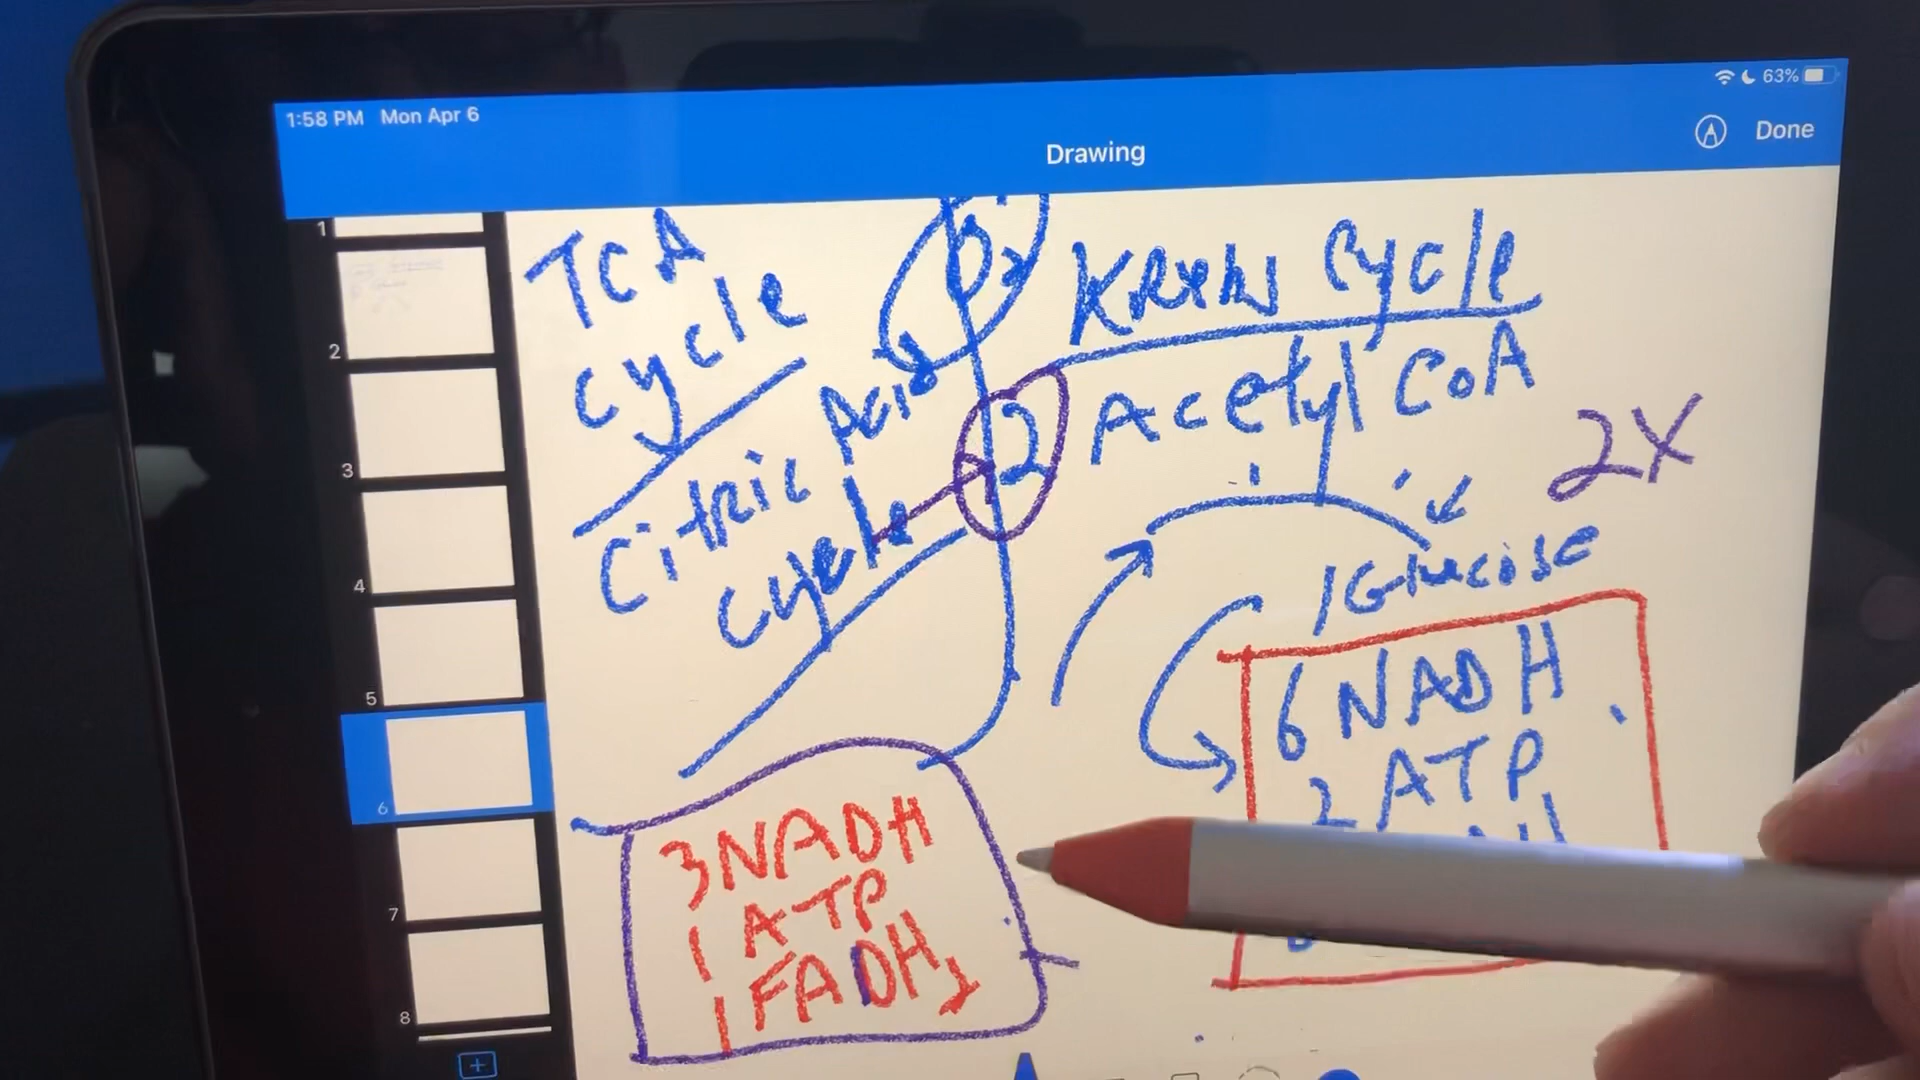 1:58 PM Mon Apr 6
63%
Drawing
Done
1
2
3
4
5
6
7
8
TCA
Cycle
Citric Acid
Cycle
O2
Krebs Cycle
2 Acetyl CoA
2X
1 Glucose
6 NADH
2 ATP
3 NADH
1 ATP
1 FADH2